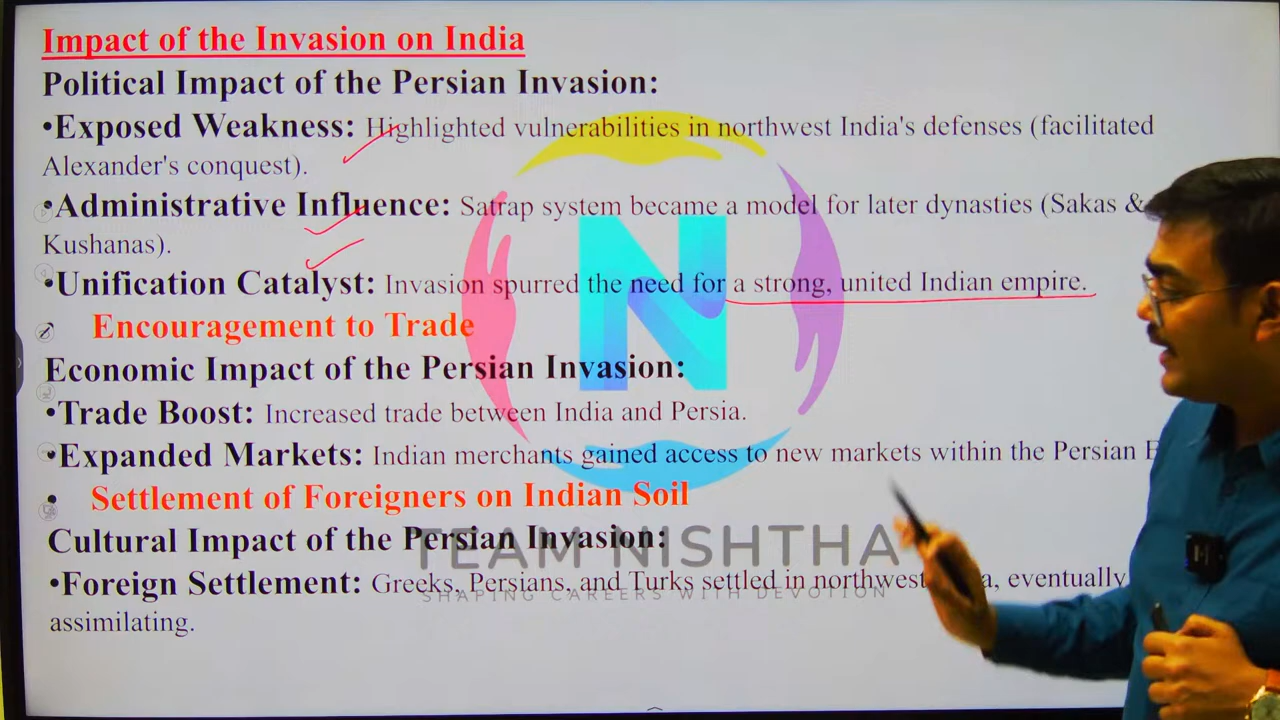 Impact of the Invasion on India
Political Impact of the Persian Invasion:
•Exposed Weakness: Highlighted vulnerabilities in northwest India's defenses (facilitated
Alexander's conquest).
•Administrative Influence: Satrap system became a model for later dynasties (Sakas &
Kushanas).
•Unification Catalyst: Invasion spurred the need for a strong, united Indian empire.
Encouragement to Trade
Economic Impact of the Persian Invasion:
•Trade Boost: Increased trade between India and Persia.
•Expanded Markets: Indian merchants gained access to new markets within the Persian
• Settlement of Foreigners on Indian Soil
Cultural Impact of the Persian Invasion:
•Foreign Settlement: Greeks, Persians, and Turks settled in northwest eventually
assimilating.
N
TEAM NISHTHA
SHAPING CAREERS WITH DEVOTION